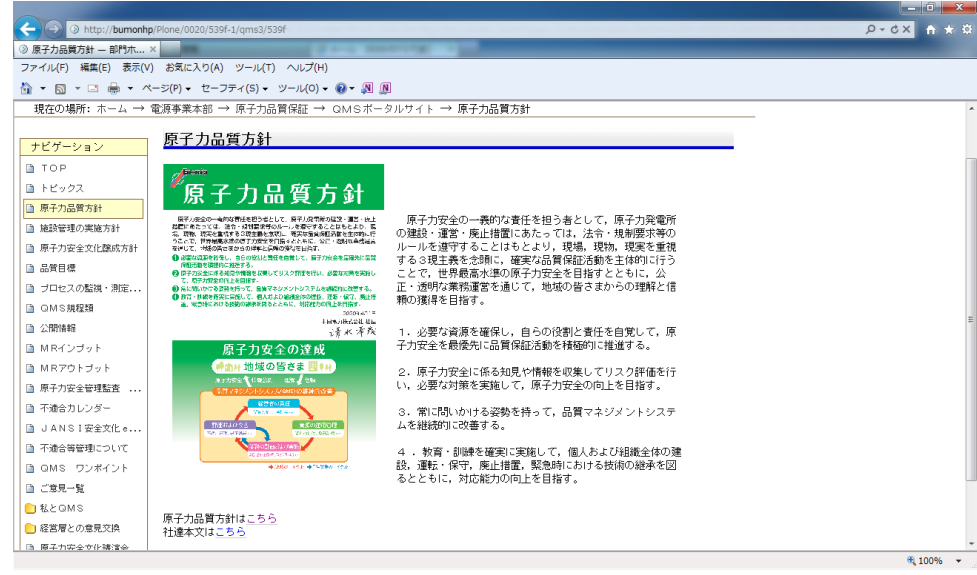 http://bumonhp/Plone/0020/539f-1/qms3/539f
原子力品質方針 — 部門ホ...
ファイル(F) 編集(E) 表示(V) お気に入り(A) ツール(T) ヘルプ(H)
ページ(P) セーフティ(S) ツール(O)
現在の場所: ホーム → 電源事業本部 → 原子力品質保証 → QMSポータルサイト → 原子力品質方針
ナビゲーション
TOP
トピックス
原子力品質方針
施設管理の実施方針
原子力安全文化醸成方針
品質目標
プロセスの監視・測定...
QMS規程類
公開情報
MRインプット
MRアウトプット
原子力安全管理監査 ...
不適合カレンダー
JANSI安全文化e...
不適合等管理について
QMS ワンポイント
ご意見一覧
私とQMS
経営層との意見交換
原子力安全文化講演会
原子力品質方針
原子力品質方針
原子力安全の達成
地域の皆さま
原子力安全の一義的な責任を担う者として，原子力発電所
の建設・運営・廃止措置にあたっては，法令・規制要求等のル
ールを遵守することはもとより，現場，現物，現実を重視
する３現主義を念頭に，確実な品質保証活動を主体的に行う
ことで，世界最高水準の原子力安全を目指すとともに，公
正・透明な業務運営を通じて，地域の皆さまからの理解と信
頼の獲得を目指す。
１．必要な資源を確保し，自らの役割と責任を自覚して，原
子力安全を最優先に品質保証活動を積極的に推進する。
２．原子力安全に係る知見や情報を収集してリスク評価を行
い，必要な対策を実施して，原子力安全の向上を目指す。
３．常に問いかける姿勢を持って，品質マネジメントシステ
ムを継続的に改善する。
４．教育・訓練を確実に実施して，個人および組織全体の建
設，運転・保守，廃止措置，緊急時における技術の継承を図
るとともに，対応能力の向上を目指す。
原子力品質方針はこちら
社達本文はこちら
100%